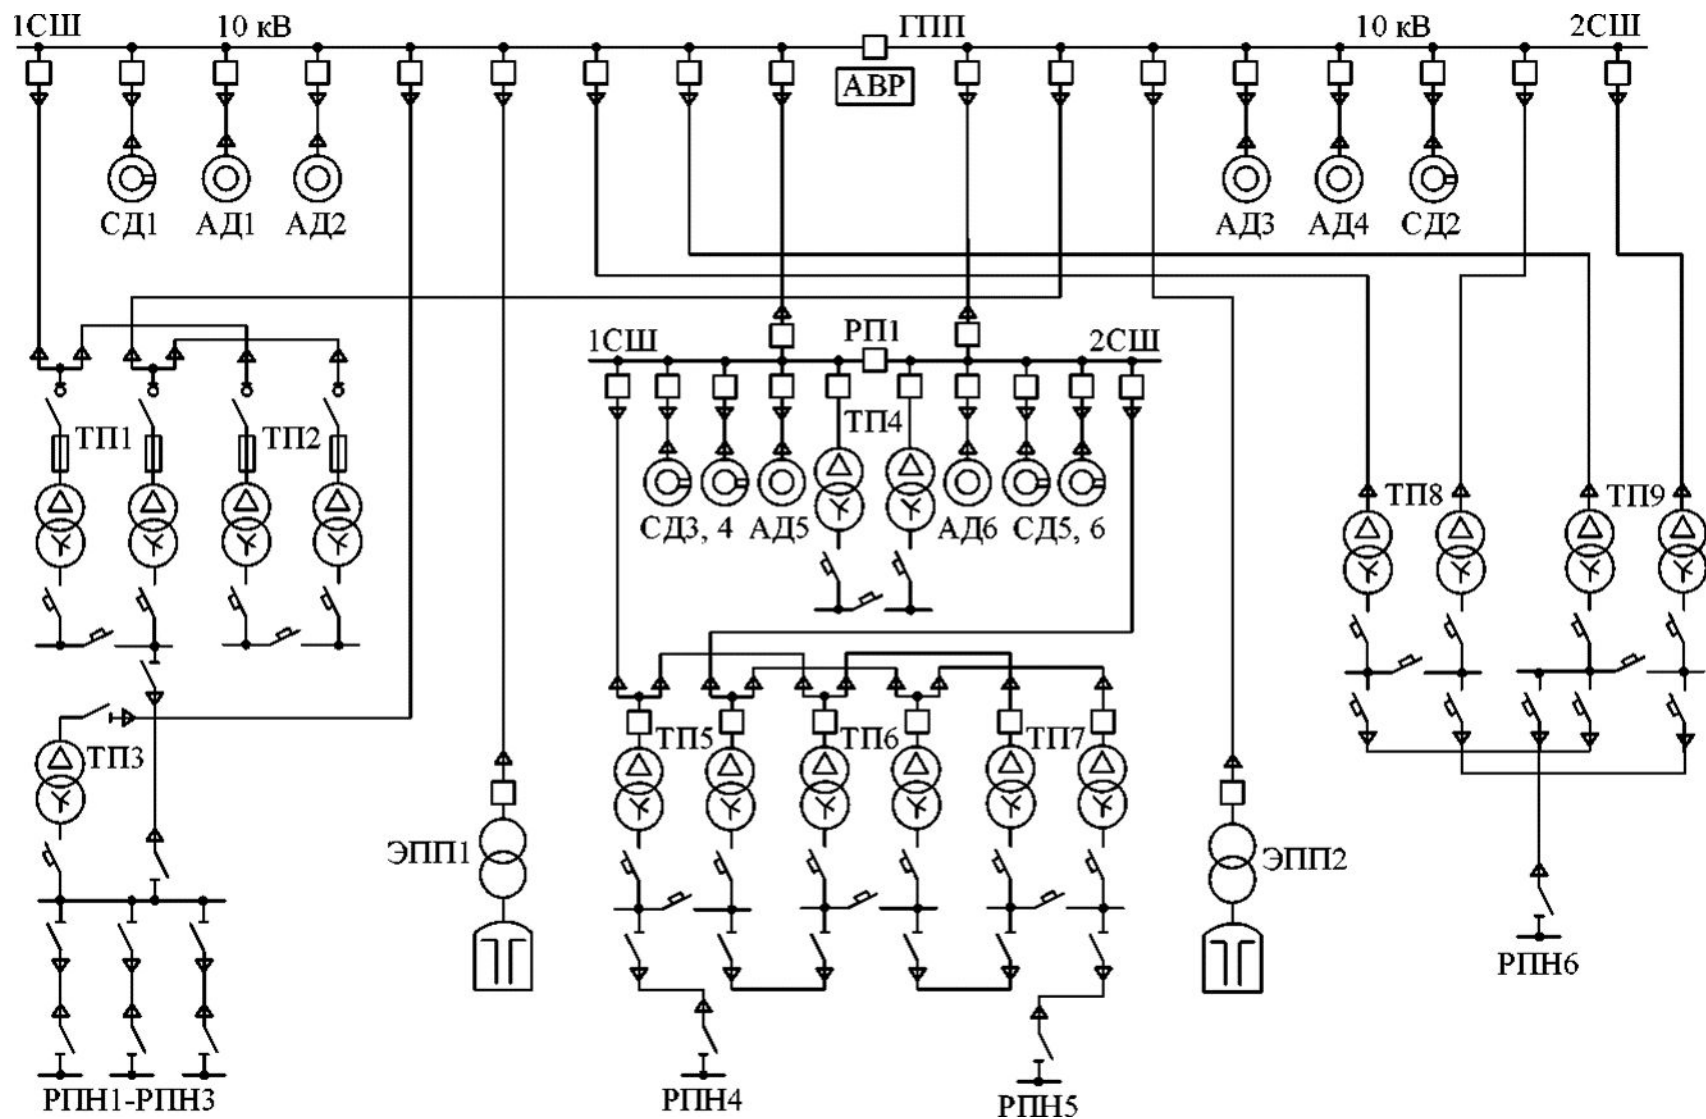 1СШ 10 кВ ГПП 10 кВ 2СШ
АВР
СД1 АД1 АД2 АД3 АД4 СД2
1СШ РП1 2СШ
ТП1 ТП2 ТП4
СД3, 4 АД5 АД6 СД5, 6
ТП8 ТП9
ТП3 ТП5 ТП6 ТП7
ЭПП1 ЭПП2
РПН6
РПН1-РПН3 РПН4 РПН5